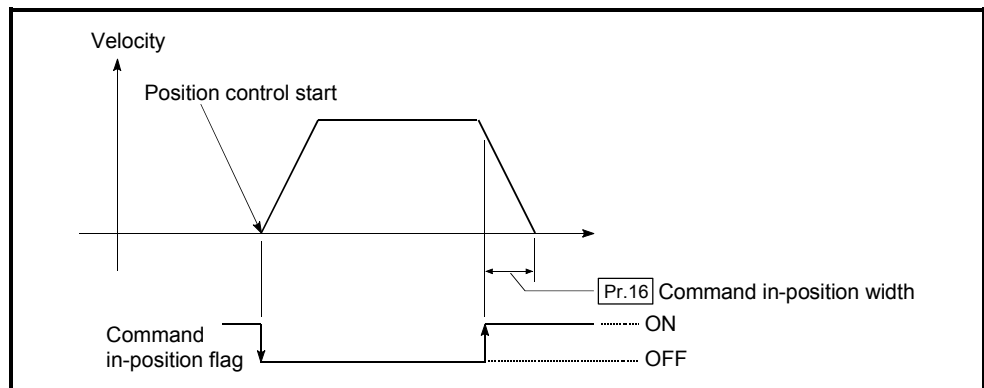 Velocity
Position control start
Pr.16 Command in-position width
Command
in-position flag
ON
OFF